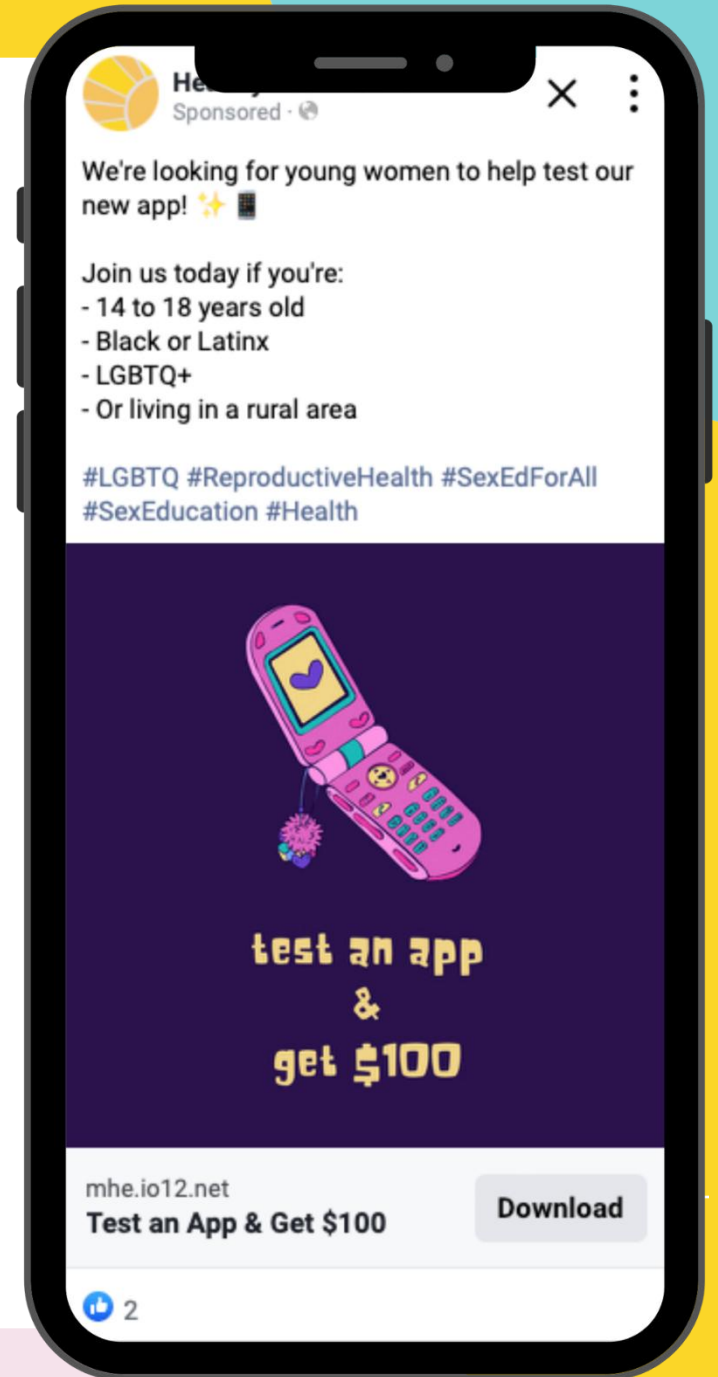 Sponsored ·
We're looking for young women to help test our
new app! ✨📱
Join us today if you're:
- 14 to 18 years old
- Black or Latinx
- LGBTQ+
- Or living in a rural area
#LGBTQ #ReproductiveHealth #SexEdForAll
#SexEducation #Health
test an app
&
get $100
mhe.io12.net
Test an App & Get $100
Download
2